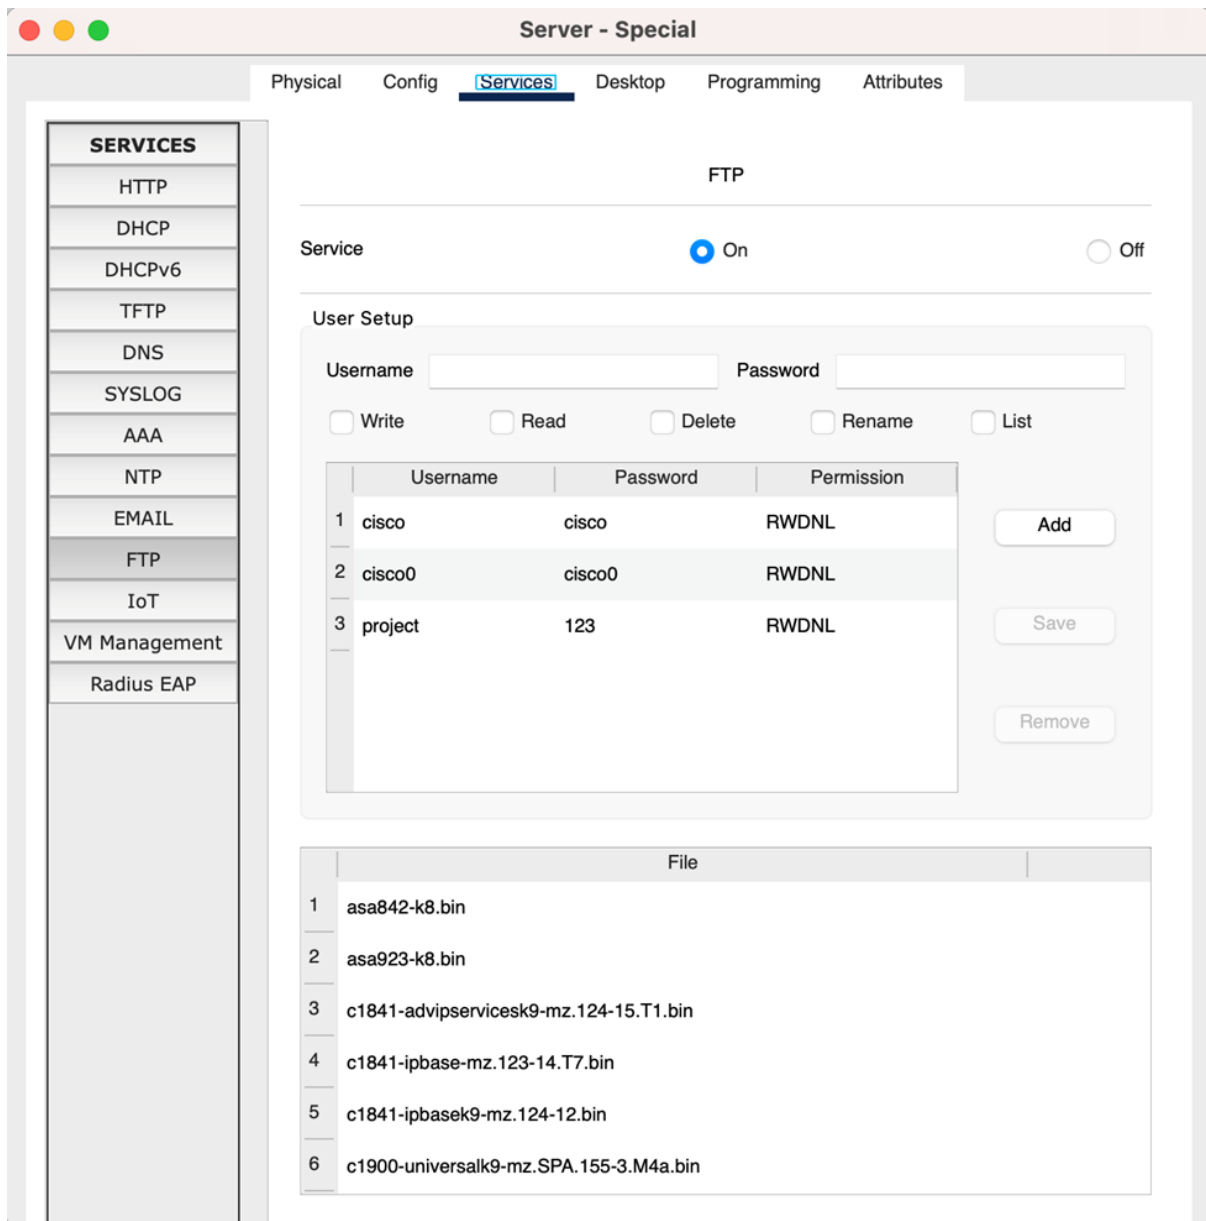 Server - Special
Physical Config Services Desktop Programming Attributes
SERVICES
HTTP
DHCP
DHCPv6
TFTP
DNS
SYSLOG
AAA
NTP
EMAIL
FTP
IoT
VM Management
Radius EAP
FTP
Service On Off
User Setup
Username Password
Write Read Delete Rename List
Username Password Permission
1 cisco cisco RWDNL
2 cisco0 cisco0 RWDNL
3 project 123 RWDNL
Add
Save
Remove
File
1 asa842-k8.bin
2 asa923-k8.bin
3 c1841-advipservicesk9-mz.124-15.T1.bin
4 c1841-ipbase-mz.123-14.T7.bin
5 c1841-ipbasek9-mz.124-12.bin
6 c1900-universalk9-mz.SPA.155-3.M4a.bin